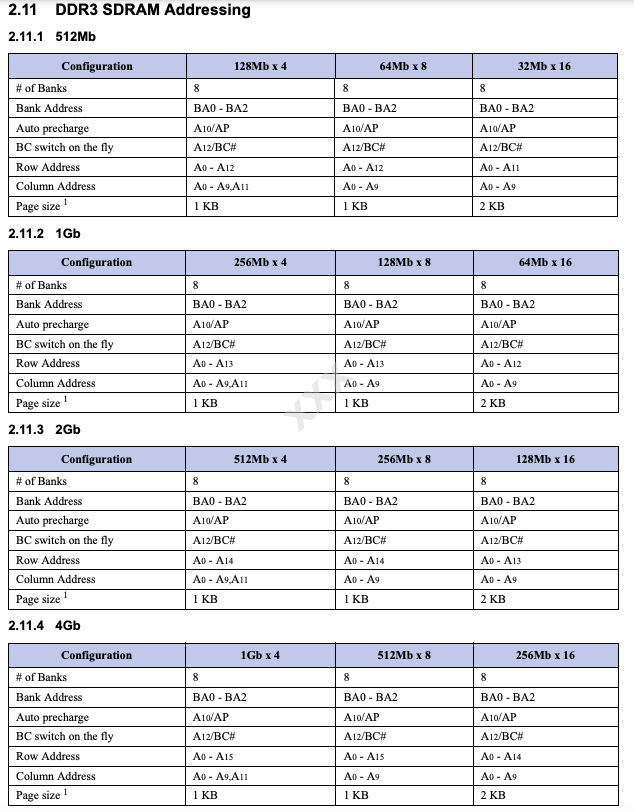 2.11 DDR3 SDRAM Addressing
2.11.1 512Mb
Configuration 128Mb x 4 64Mb x 8 32Mb x 16
# of Banks 8 8 8
Bank Address BA0 - BA2 BA0 - BA2 BA0 - BA2
Auto precharge A10/AP A10/AP A10/AP
BC switch on the fly A12/BC# A12/BC# A12/BC#
Row Address A0 - A12 A0 - A12 A0 - A11
Column Address A0 - A9,A11 A0 - A9 A0 - A9
Page size 1 1 KB 1 KB 2 KB
2.11.2 1Gb
Configuration 256Mb x 4 128Mb x 8 64Mb x 16
# of Banks 8 8 8
Bank Address BA0 - BA2 BA0 - BA2 BA0 - BA2
Auto precharge A10/AP A10/AP A10/AP
BC switch on the fly A12/BC# A12/BC# A12/BC#
Row Address A0 - A13 A0 - A13 A0 - A12
Column Address A0 - A9,A11 A0 - A9 A0 - A9
Page size 1 1 KB 1 KB 2 KB
XXX
2.11.3 2Gb
Configuration 512Mb x 4 256Mb x 8 128Mb x 16
# of Banks 8 8 8
Bank Address BA0 - BA2 BA0 - BA2 BA0 - BA2
Auto precharge A10/AP A10/AP A10/AP
BC switch on the fly A12/BC# A12/BC# A12/BC#
Row Address A0 - A14 A0 - A14 A0 - A13
Column Address A0 - A9,A11 A0 - A9 A0 - A9
Page size 1 1 KB 1 KB 2 KB
2.11.4 4Gb
Configuration 1Gb x 4 512Mb x 8 256Mb x 16
# of Banks 8 8 8
Bank Address BA0 - BA2 BA0 - BA2 BA0 - BA2
Auto precharge A10/AP A10/AP A10/AP
BC switch on the fly A12/BC# A12/BC# A12/BC#
Row Address A0 - A15 A0 - A15 A0 - A14
Column Address A0 - A9,A11 A0 - A9 A0 - A9
Page size 1 1 KB 1 KB 2 KB